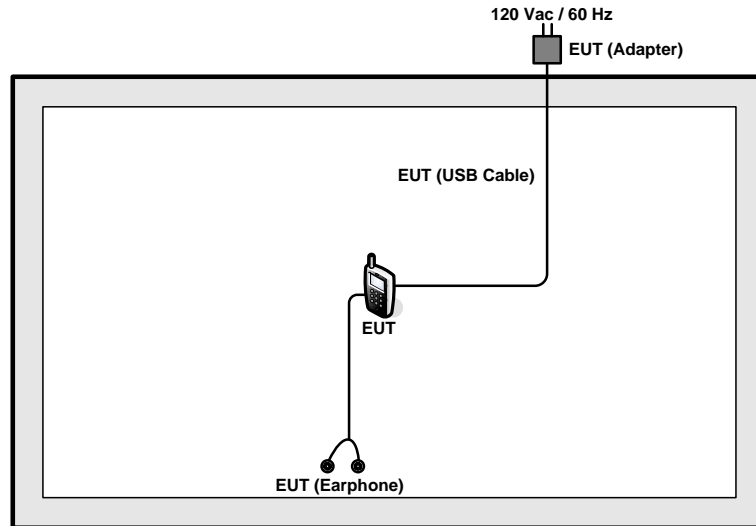 120 Vac / 60 Hz
EUT (Adapter)
EUT (USB Cable)
EUT
EUT (Earphone)